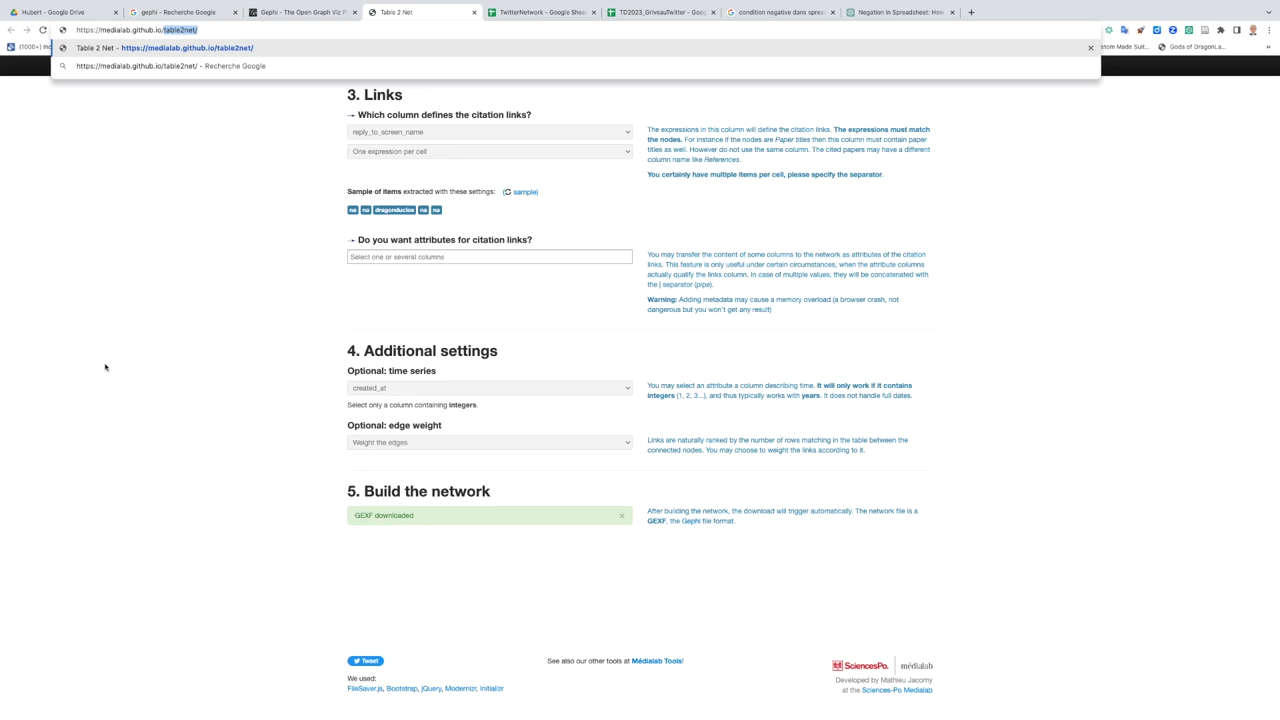 Hubert - Google Drive
gephi - Recherche Google
Gephi - The Open Graph Viz P
Table 2 Net
TwitterNetwork - Google Shee
TD2023_GriveauTwitter - Goog
condition negative dans sprea
Negation in Spreadsheet: How
https://medialab.github.io/table2net/
(1000+) mo
Table 2 Net - https://medialab.github.io/table2net/
stom Made Suit...
Gods of DragonLa...
https://medialab.github.io/table2net/ - Recherche Google
3. Links
→ Which column defines the citation links?
reply_to_screen_name
One expression per cell
The expressions in this column will define the citation links. The expressions must match
the nodes. For instance if the nodes are Paper titles then this column must contain paper
titles as well. However do not use the same column. The cited papers may have a different
column name like References.
You certainly have multiple items per cell, please specify the separator.
Sample of items extracted with these settings: ( sample)
na na dragonducios na na
→ Do you want attributes for citation links?
Select one or several columns
You may transfer the content of some columns to the network as attributes of the citation
links. This feature is only useful under certain circumstances, when the attribute columns
actually qualify the links column. In case of multiple values, they will be concatenated with
the | separator (pipe).
Warning: Adding metadata may cause a memory overload (a browser crash, not
dangerous but you won't get any result)
4. Additional settings
Optional: time series
created_at
Select only a column containing integers.
You may select an attribute a column describing time. It will only work if it contains
integers (1, 2, 3...), and thus typically works with years. It does not handle full dates.
Optional: edge weight
Weight the edges
Links are naturally ranked by the number of rows matching in the table between the
connected nodes. You may choose to weight the links according to it.
5. Build the network
GEXF downloaded
After building the network, the download will trigger automatically. The network file is a
GEXF, the Gephi file format.
Tweet
See also our other tools at Médialab Tools!
SciencesPo. médialab
We used:
FileSaver.js, Bootstrap, jQuery, Modernizr, Initializr
Developed by Mathieu Jacomy
at the Sciences-Po Medialab